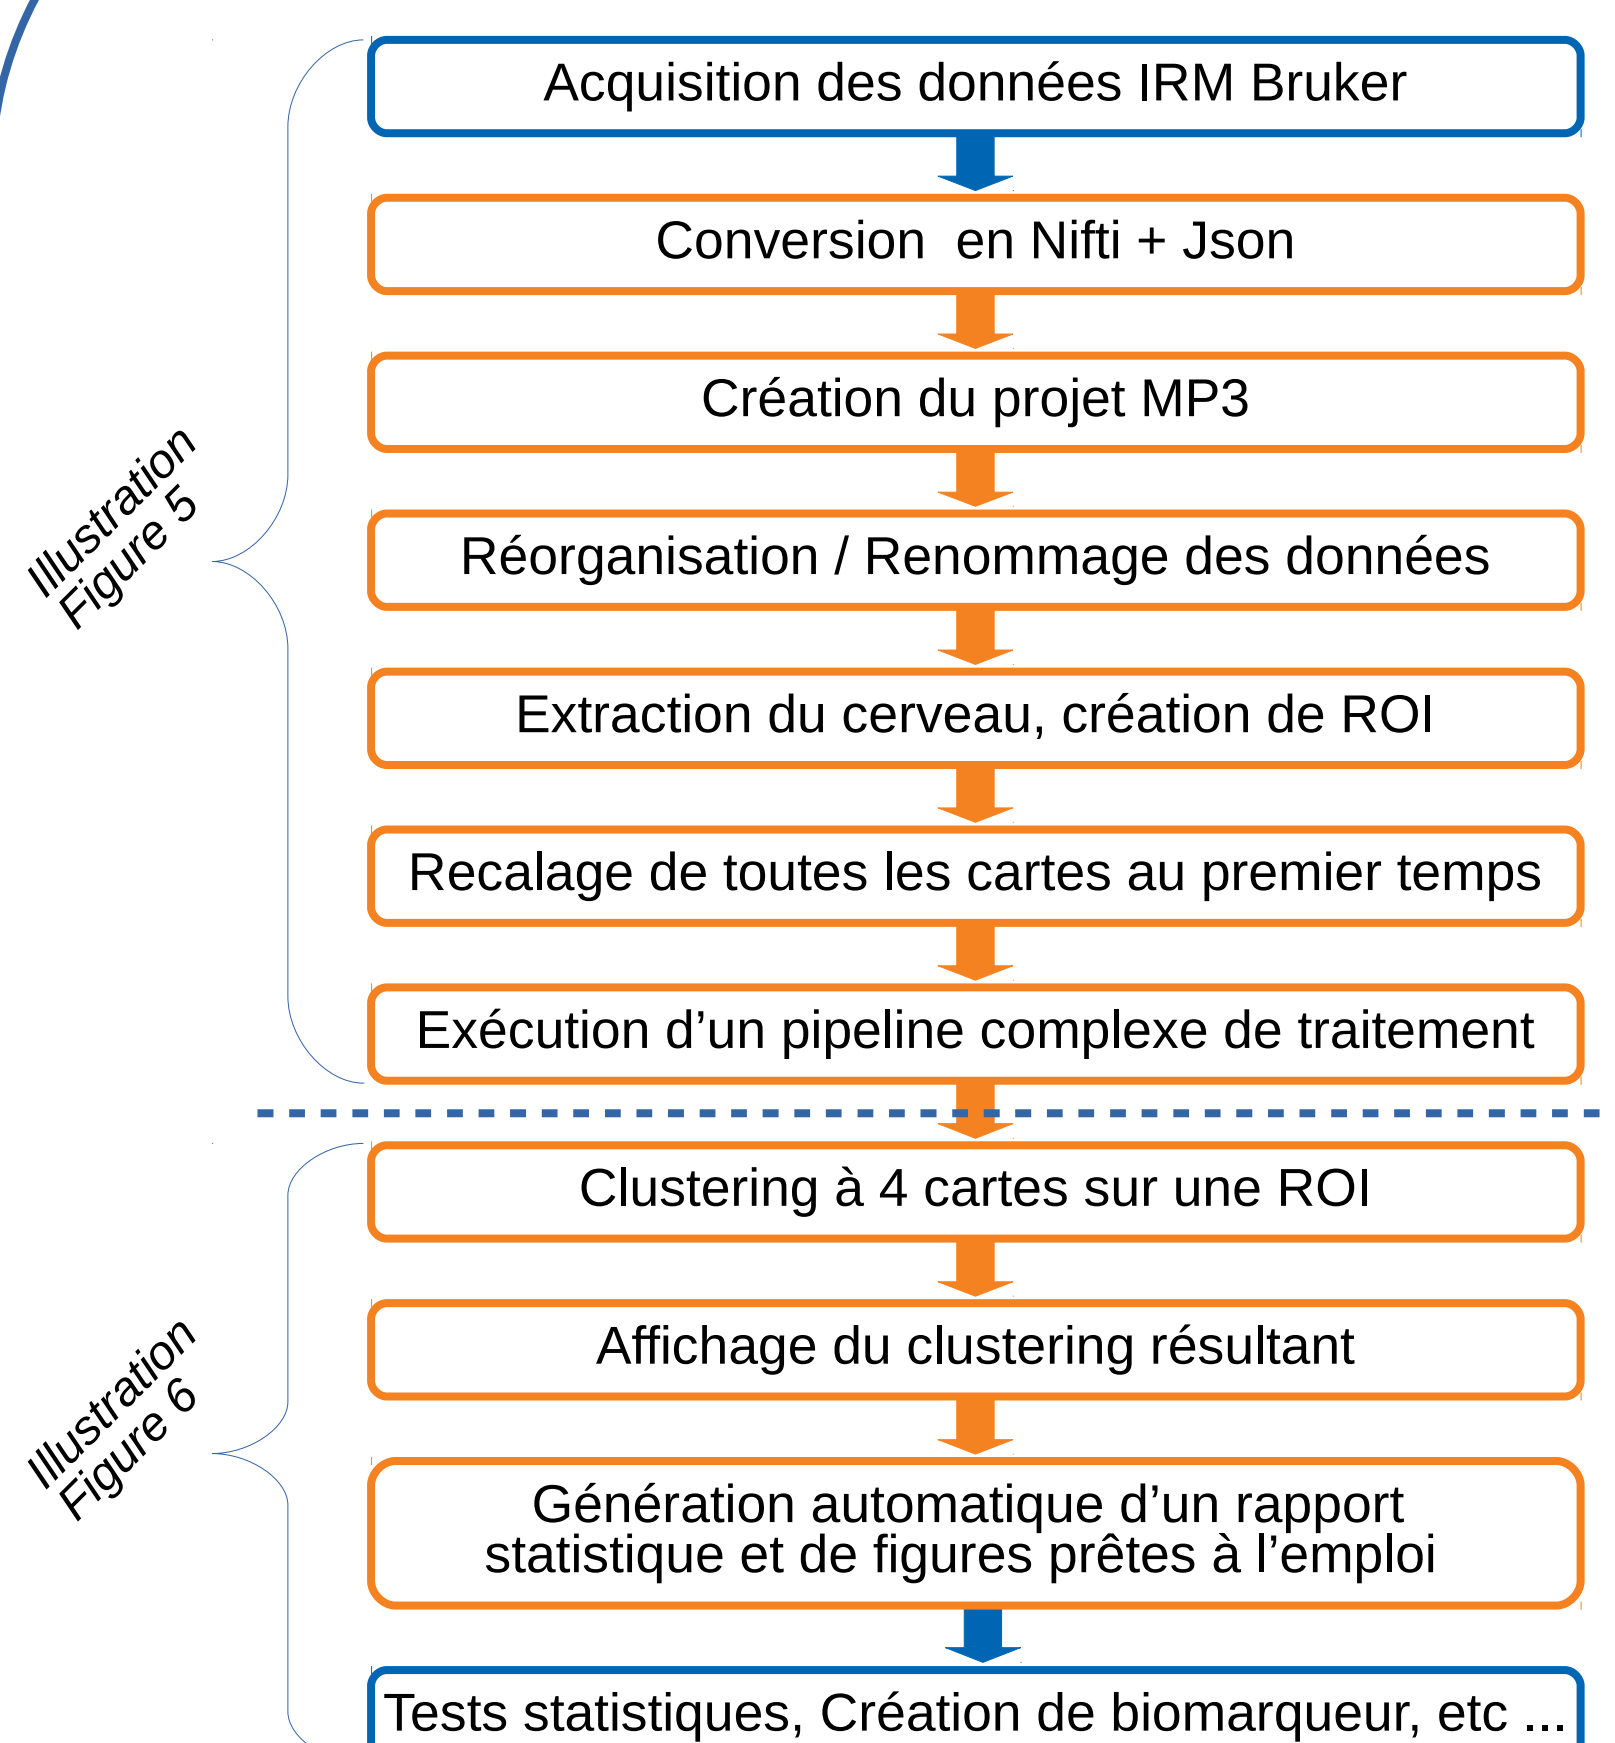 Acquisition des données IRM Bruker
Conversion  en Nifti + Json
Création du projet MP3
Réorganisation / Renommage des données
Extraction du cerveau, création de ROI
Recalage de toutes les cartes au premier temps
Exécution d’un pipeline complexe de traitement
Illustration
Figure 5
Clustering à 4 cartes sur une ROI
Affichage du clustering résultant
Génération automatique d’un rapport
statistique et de figures prêtes à l’emploi
Tests statistiques, Création de biomarqueur, etc ...
Illustration
Figure 6